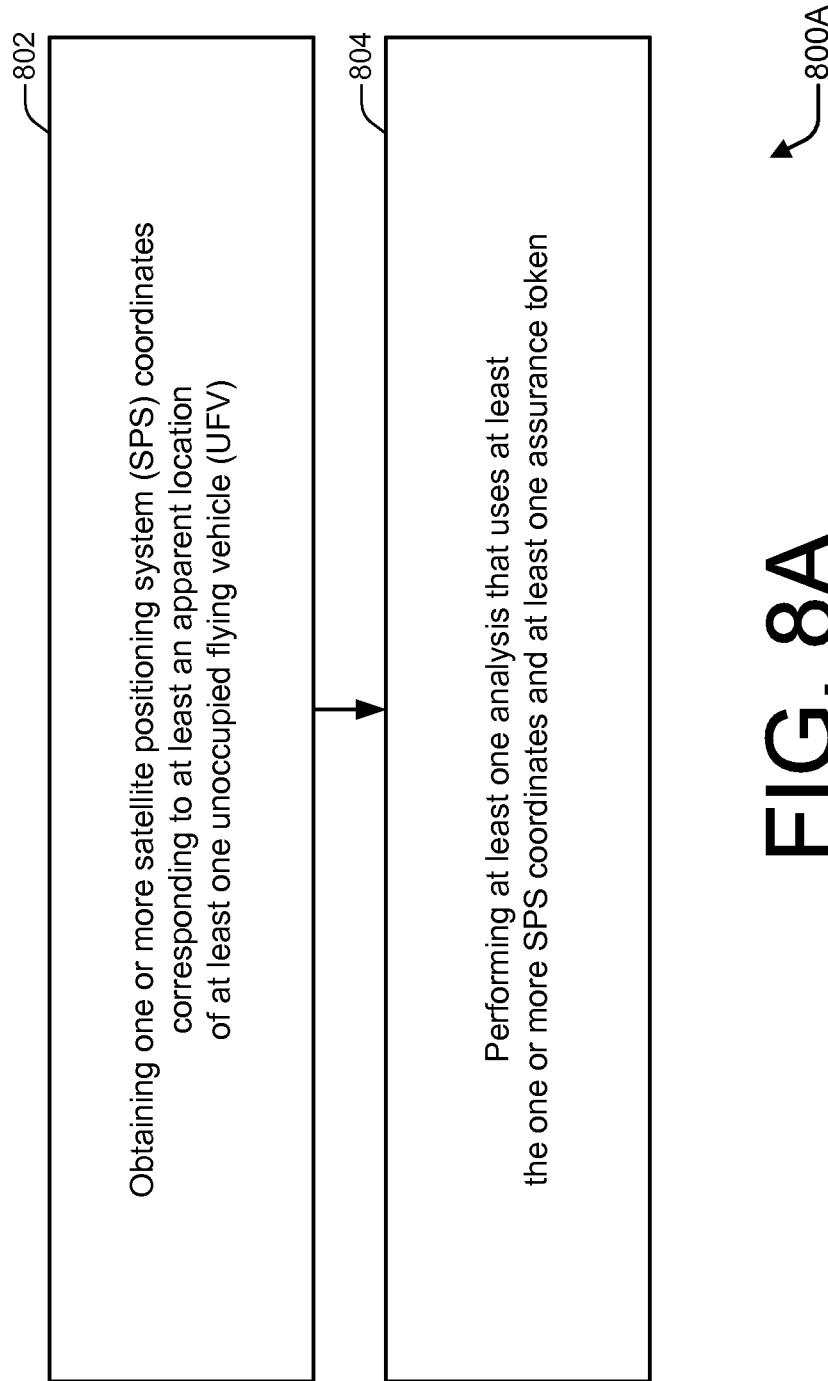 802
Obtaining one or more satellite positioning system (SPS) coordinates
corresponding to at least an apparent location
of at least one unoccupied flying vehicle (UFV)
804
Performing at least one analysis that uses at least
the one or more SPS coordinates and at least one assurance token
800A
FIG. 8A